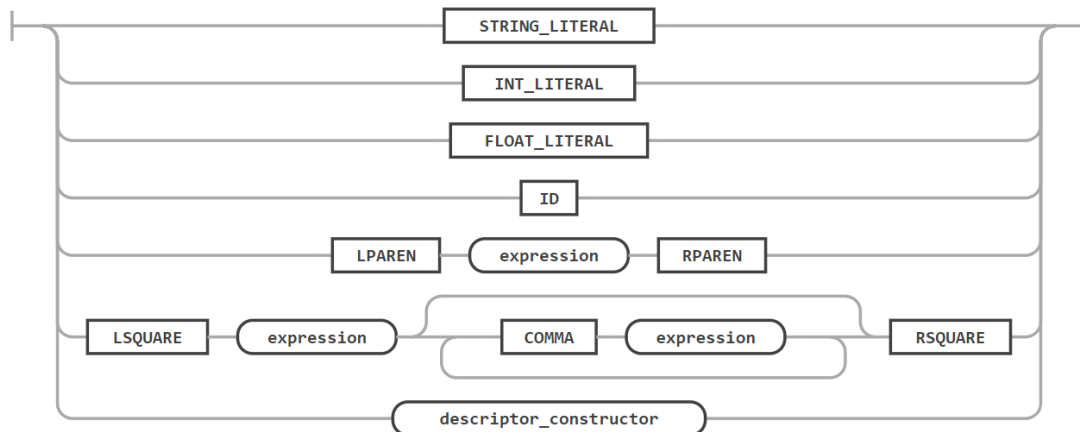 STRING_LITERAL
INT_LITERAL
FLOAT_LITERAL
ID
LPAREN expression RPAREN
LSQUARE expression COMMA expression RSQUARE
descriptor_constructor